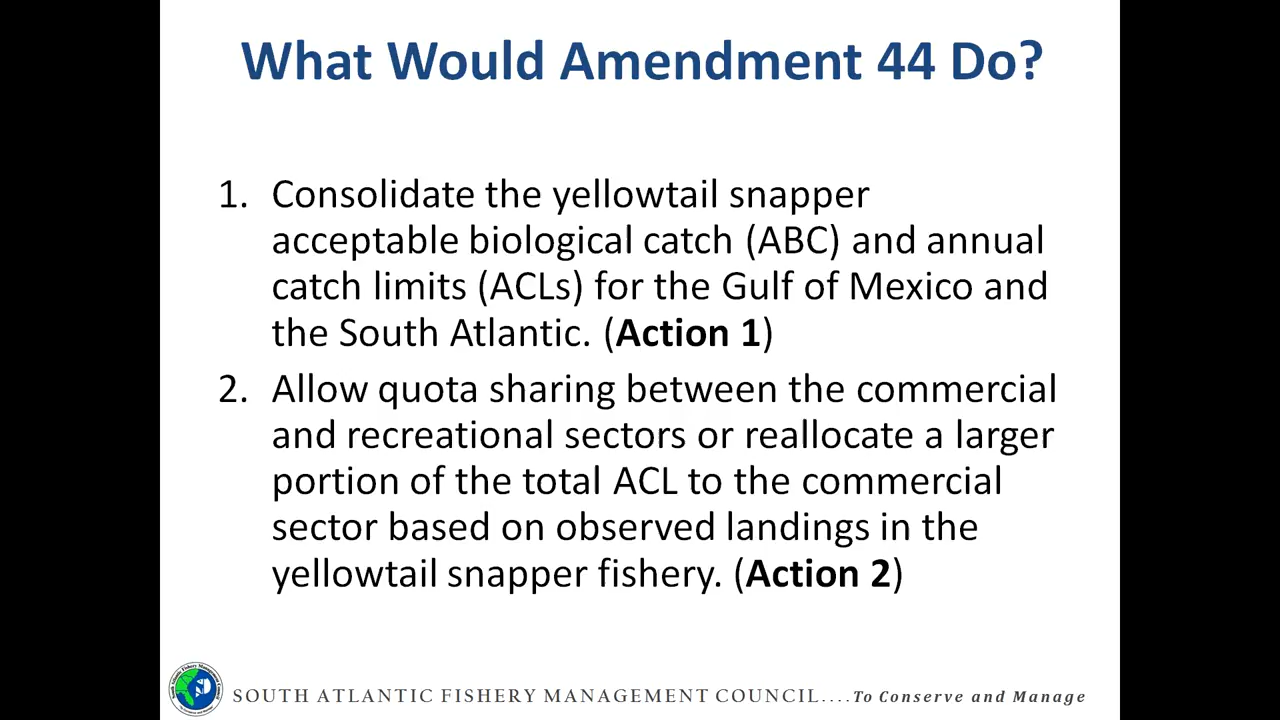 What Would Amendment 44 Do?
1. Consolidate the yellowtail snapper
acceptable biological catch (ABC) and annual
catch limits (ACLs) for the Gulf of Mexico and
the South Atlantic. (Action 1)
2. Allow quota sharing between the commercial
and recreational sectors or reallocate a larger
portion of the total ACL to the commercial
sector based on observed landings in the
yellowtail snapper fishery. (Action 2)
SOUTH ATLANTIC FISHERY MANAGEMENT COUNCIL....To Conserve and Manage